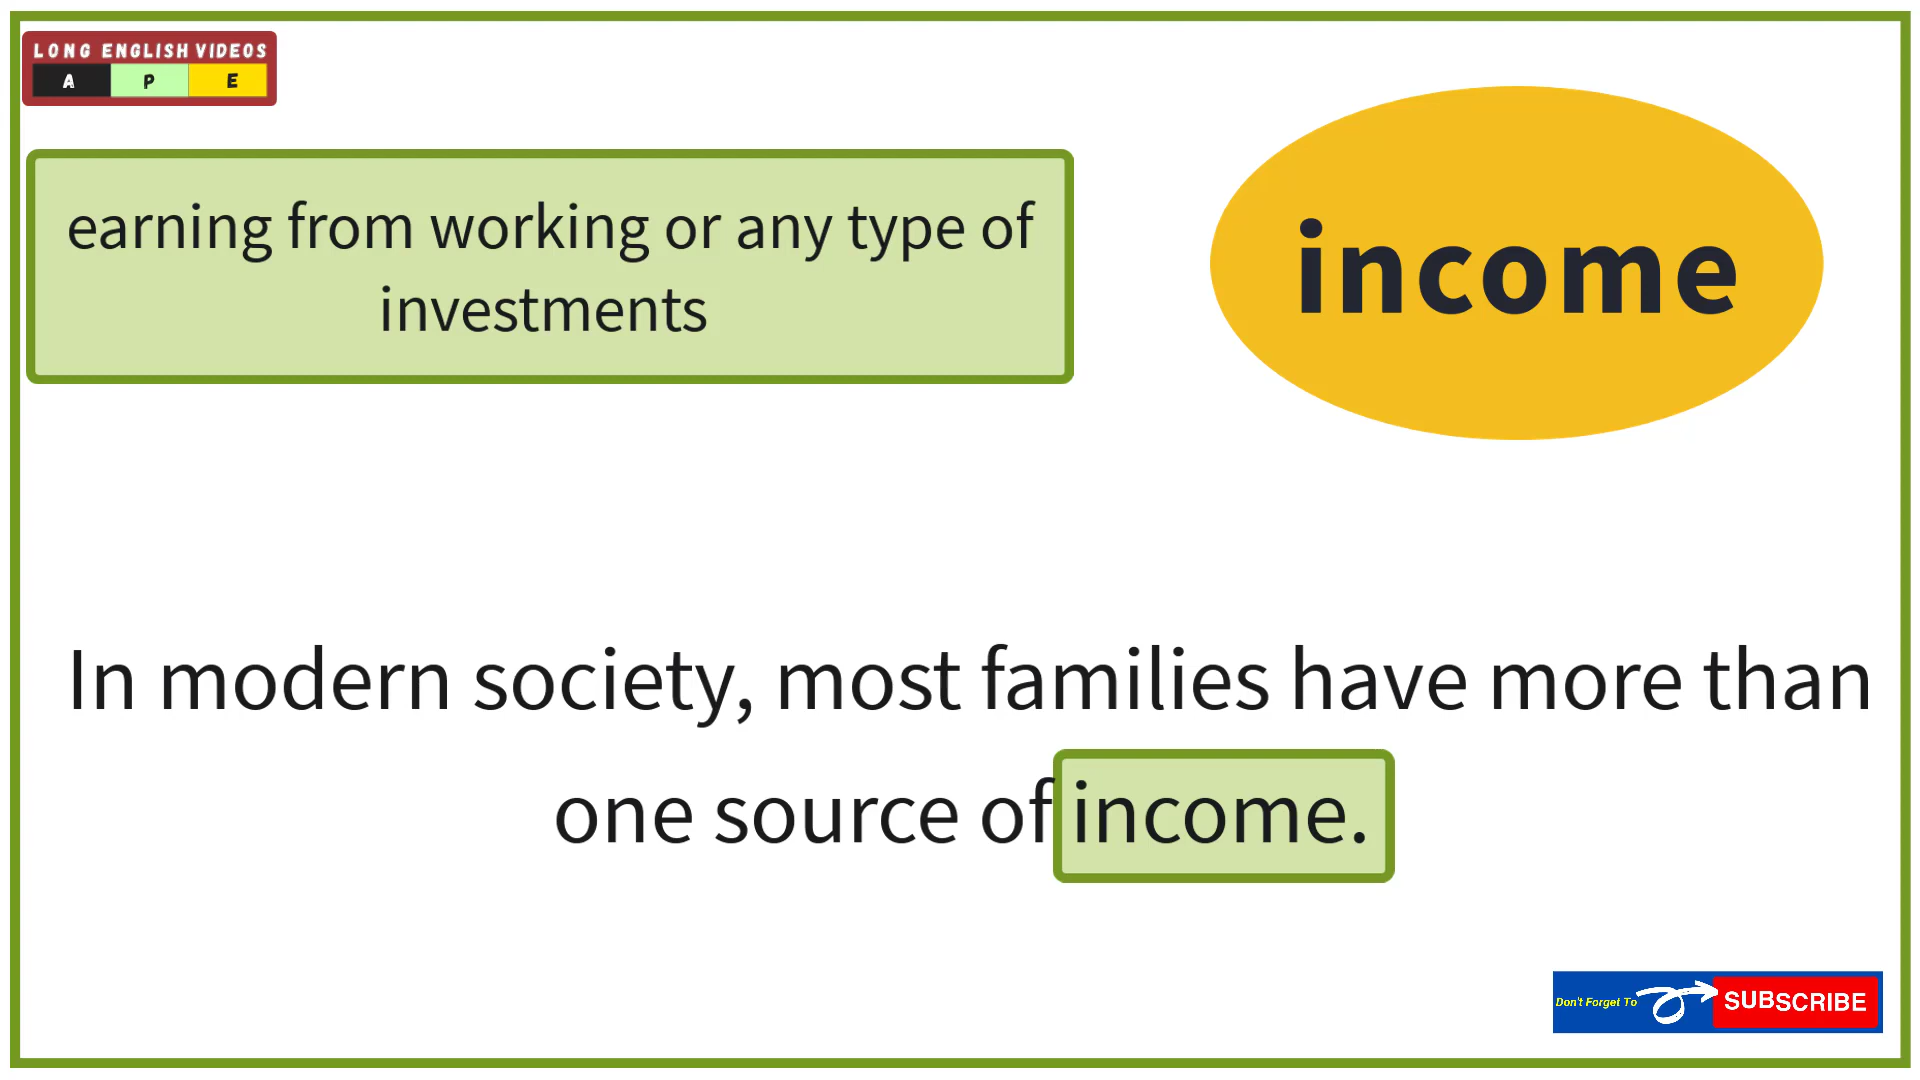 LONG ENGLISH VIDEOS
A P E
earning from working or any type of
investments
income
In modern society, most families have more than
one source of income.
Don't Forget To SUBSCRIBE